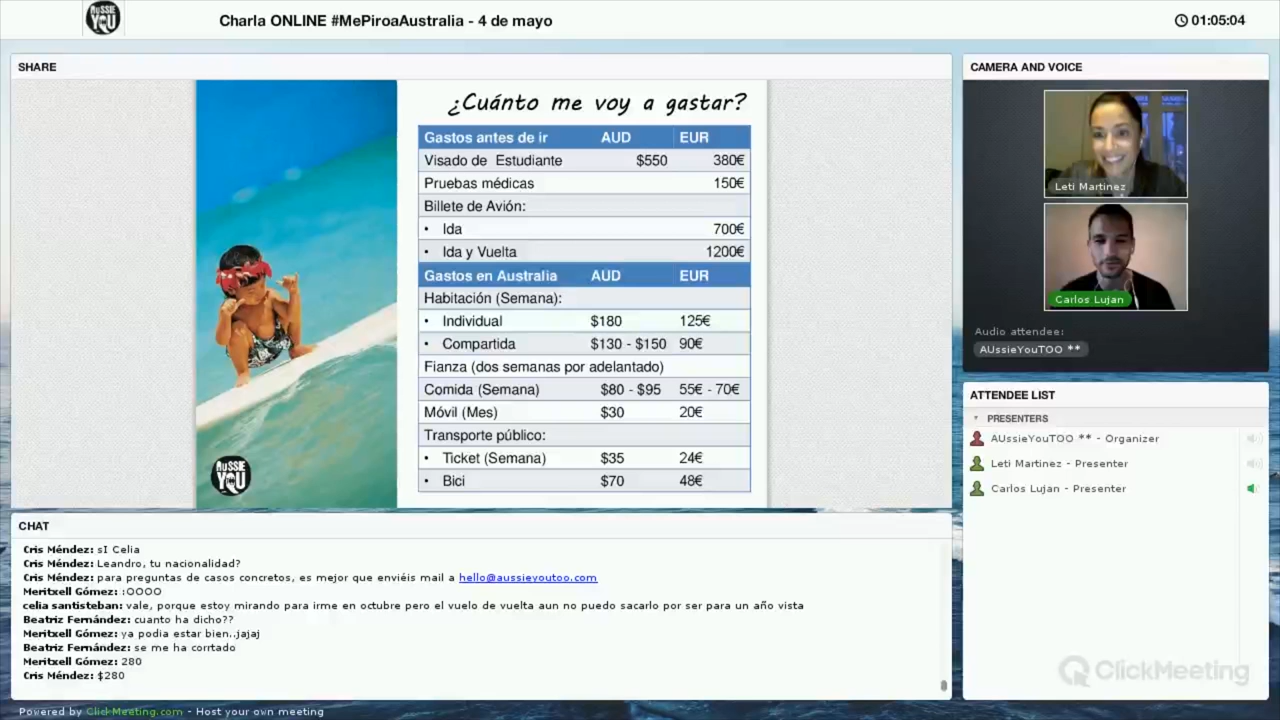 AUSSIE
YOU
Charla ONLINE #MePiroaAustralia - 4 de mayo
01:05:04
SHARE
¿Cuánto me voy a gastar?
Gastos antes de ir AUD EUR
Visado de Estudiante $550 380€
Pruebas médicas 150€
Billete de Avión:
• Ida 700€
• Ida y Vuelta 1200€
Gastos en Australia AUD EUR
Habitación (Semana):
• Individual $180 125€
• Compartida $130 - $150 90€
Fianza (dos semanas por adelantado)
Comida (Semana) $80 - $95 55€ - 70€
Móvil (Mes) $30 20€
Transporte público:
• Ticket (Semana) $35 24€
• Bici $70 48€
AUSSIE
YOU
CAMERA AND VOICE
Leti Martinez
Carlos Lujan
Audio attendee:
AUssieYouTOO **
ATTENDEE LIST
PRESENTERS
AUssieYouTOO ** - Organizer
Leti Martinez - Presenter
Carlos Lujan - Presenter
ClickMeeting
CHAT
Cris Méndez: sI Celia
Cris Méndez: Leandro, tu nacionalidad?
Cris Méndez: para preguntas de casos concretos, es mejor que enviéis mail a hello@aussieyoutoo.com
Meritxell Gómez: :OOOO
celia santisteban: vale, porque estoy mirando para irme en octubre pero el vuelo de vuelta aun no puedo sacarlo por ser para un año vista
Beatriz Fernández: cuanto ha dicho??
Meritxell Gómez: ya podia estar bien..jajaj
Beatriz Fernández: se me ha corrtado
Meritxell Gómez: 280
Cris Méndez: $280
Powered by ClickMeeting.com - Host your own meeting